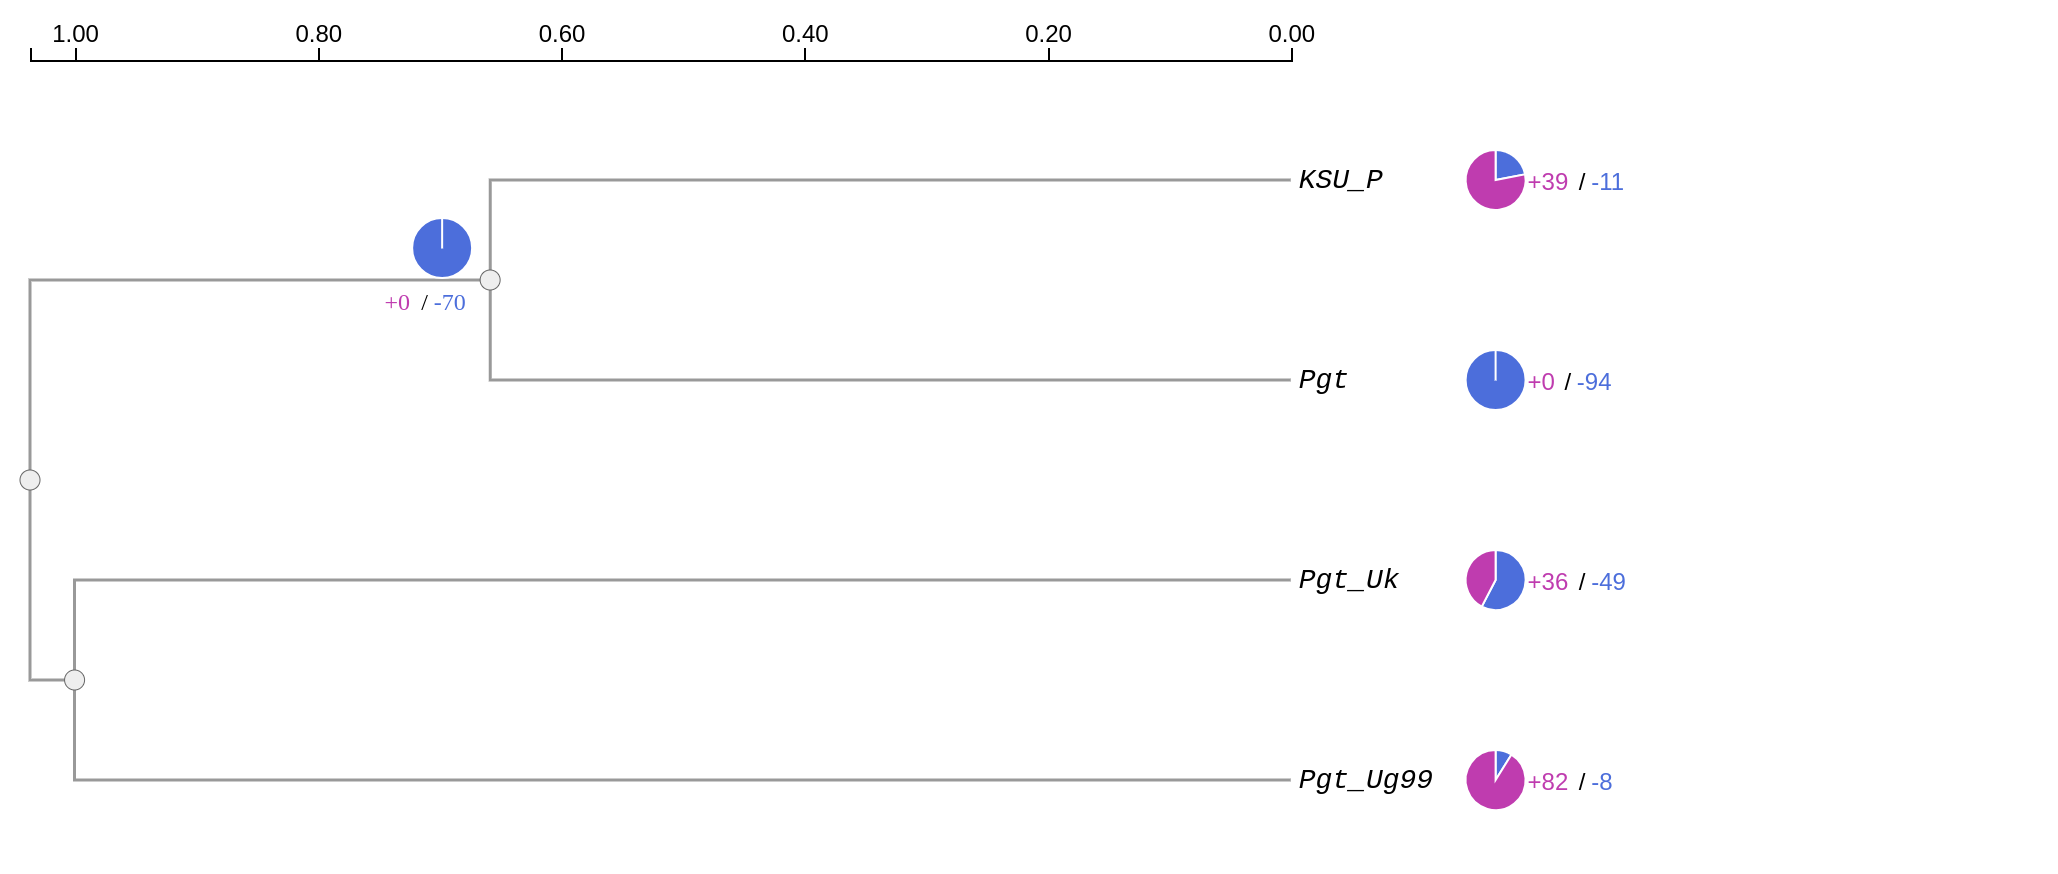 1.00 0.80 0.60 0.40 0.20 0.00
KSU_P +39 / -11
+0 / -70
Pgt +0 / -94
Pgt_Uk +36 / -49
Pgt_Ug99 +82 / -8